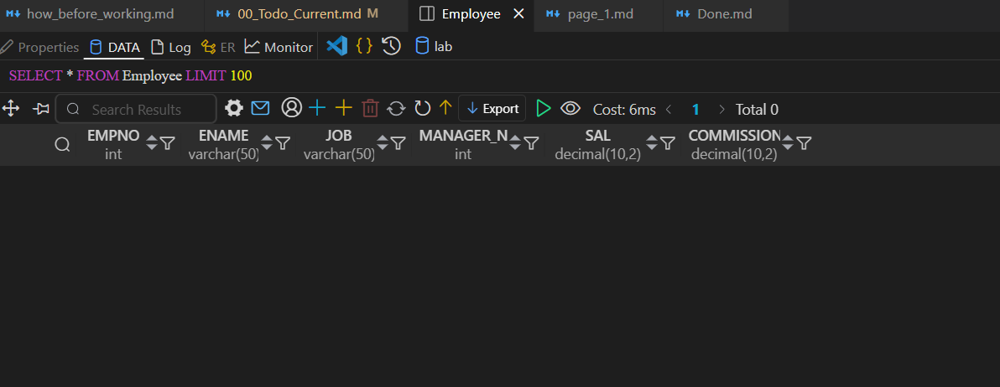 how_before_working.md 00_Todo_Current.md M Employee page_1.md Done.md
Properties DATA Log ER Monitor {} lab
SELECT * FROM Employee LIMIT 100
Search Results Export Cost: 6ms < 1 > Total 0
EMPNO ENAME JOB MANAGER_N SAL COMMISSION
int varchar(50) varchar(50) int decimal(10,2) decimal(10,2)